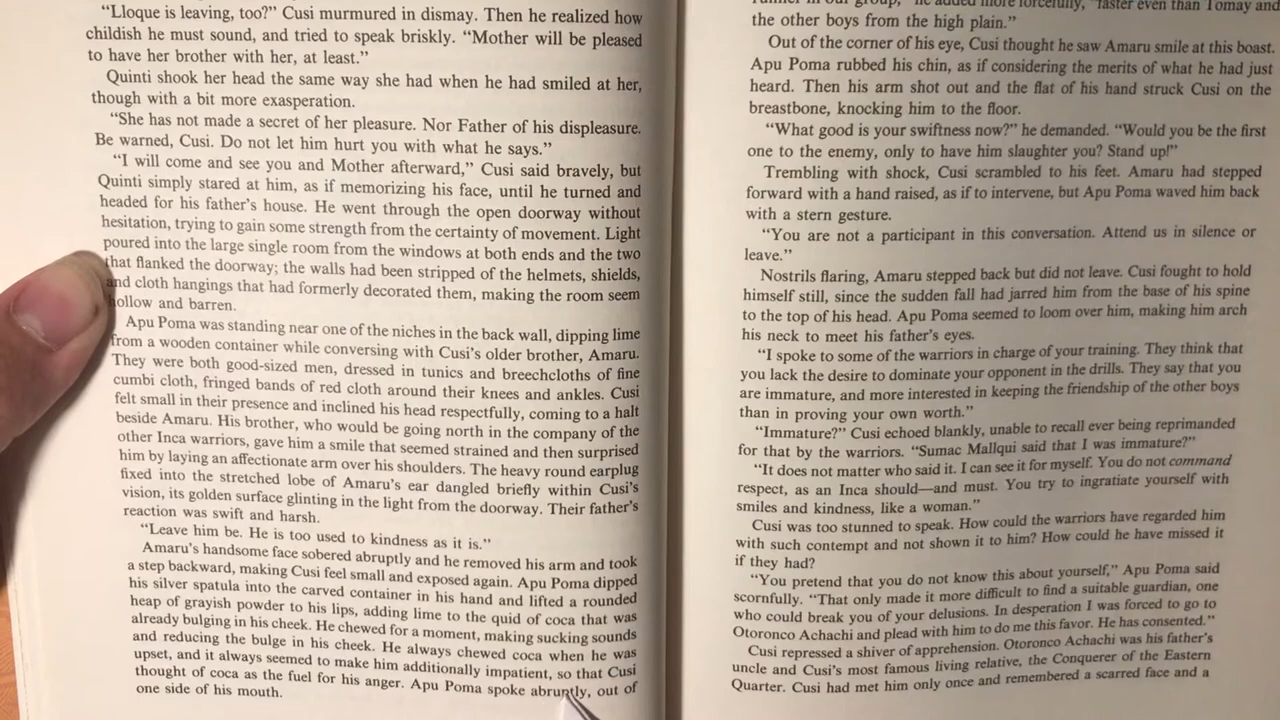 "Lloque is leaving, too?" Cusi murmured in dismay. Then he realized how
childish he must sound, and tried to speak briskly. "Mother will be pleased
to have her brother with her, at least."
Quinti shook her head the same way she had when he had smiled at her,
though with a bit more exasperation.
"She has not made a secret of her pleasure. Nor Father of his displeasure.
Be warned, Cusi. Do not let him hurt you with what he says."
"I will come and see you and Mother afterward," Cusi said bravely, but
Quinti simply stared at him, as if memorizing his face, until he turned and
headed for his father's house. He went through the open doorway without
hesitation, trying to gain some strength from the certainty of movement. Light
poured into the large single room from the windows at both ends and the two
that flanked the doorway; the walls had been stripped of the helmets, shields,
and cloth hangings that had formerly decorated them, making the room seem
hollow and barren.
Apu Poma was standing near one of the niches in the back wall, dipping lime
from a wooden container while conversing with Cusi's older brother, Amaru.
They were both good-sized men, dressed in tunics and breechcloths of fine
cumbi cloth, fringed bands of red cloth around their knees and ankles. Cusi
felt small in their presence and inclined his head respectfully, coming to a halt
beside Amaru. His brother, who would be going north in the company of the
other Inca warriors, gave him a smile that seemed strained and then surprised
him by laying an affectionate arm over his shoulders. The heavy round earplug
fixed into the stretched lobe of Amaru's ear dangled briefly within Cusi's
vision, its golden surface glinting in the light from the doorway. Their father's
reaction was swift and harsh.
"Leave him be. He is too used to kindness as it is."
Amaru's handsome face sobered abruptly and he removed his arm and took
a step backward, making Cusi feel small and exposed again. Apu Poma dipped
his silver spatula into the carved container in his hand and lifted a rounded
heap of grayish powder to his lips, adding lime to the quid of coca that was
already bulging in his cheek. He chewed for a moment, making sucking sounds
and reducing the bulge in his cheek. He always chewed coca when he was
upset, and it always seemed to make him additionally impatient, so that Cusi
thought of coca as the fuel for his anger. Apu Poma spoke abruptly, out of
one side of his mouth.
in our group," he added more forcefully, "faster even than Tomay and
the other boys from the high plain."
Out of the corner of his eye, Cusi thought he saw Amaru smile at this boast.
Apu Poma rubbed his chin, as if considering the merits of what he had just
heard. Then his arm shot out and the flat of his hand struck Cusi on the
breastbone, knocking him to the floor.
"What good is your swiftness now?" he demanded. "Would you be the first
one to the enemy, only to have him slaughter you? Stand up!"
Trembling with shock, Cusi scrambled to his feet. Amaru had stepped
forward with a hand raised, as if to intervene, but Apu Poma waved him back
with a stern gesture.
"You are not a participant in this conversation. Attend us in silence or
leave."
Nostrils flaring, Amaru stepped back but did not leave. Cusi fought to hold
himself still, since the sudden fall had jarred him from the base of his spine
to the top of his head. Apu Poma seemed to loom over him, making him arch
his neck to meet his father's eyes.
"I spoke to some of the warriors in charge of your training. They think that
you lack the desire to dominate your opponent in the drills. They say that you
are immature, and more interested in keeping the friendship of the other boys
than in proving your own worth."
"Immature?" Cusi echoed blankly, unable to recall ever being reprimanded
for that by the warriors. "Sumac Mallqui said that I was immature?"
"It does not matter who said it. I can see it for myself. You do not command
respect, as an Inca should—and must. You try to ingratiate yourself with
smiles and kindness, like a woman."
Cusi was too stunned to speak. How could the warriors have regarded him
with such contempt and not shown it to him? How could he have missed it
if they had?
"You pretend that you do not know this about yourself," Apu Poma said
scornfully. "That only made it more difficult to find a suitable guardian, one
who could break you of your delusions. In desperation I was forced to go to
Otoronco Achachi and plead with him to do me this favor. He has consented."
Cusi repressed a shiver of apprehension. Otoronco Achachi was his father's
uncle and Cusi's most famous living relative, the Conqueror of the Eastern
Quarter. Cusi had met him only once and remembered a scarred face and a